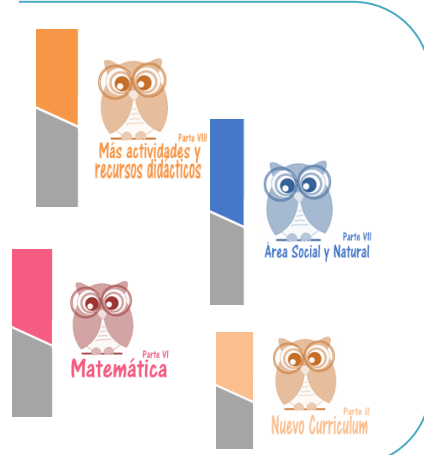 Parte VIII
Más actividades y
recursos didácticos
Parte VII
Área Social y Natural
Parte VI
Matemática
Parte II
Nuevo Curriculum